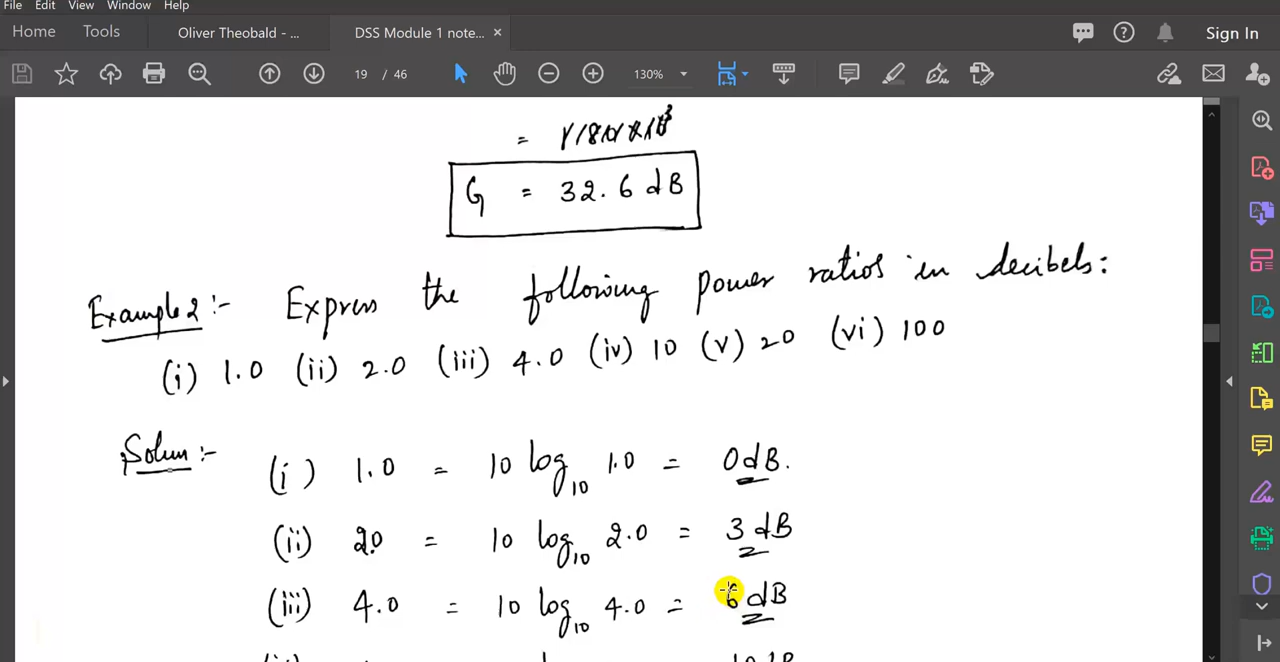 File Edit View Window Help
Home Tools Oliver Theobald - ... DSS Module 1 note... × Sign In
19 / 46 130%
=
G = 32.6 dB
Example 2 :- Express the following power ratios in decibels:
(i) 1.0 (ii) 2.0 (iii) 4.0 (iv) 10 (v) 20 (vi) 100
Solun :-
(i) 1.0 = 10 log10 1.0 = 0dB.
(ii) 2.0 = 10 log10 2.0 = 3 dB
(iii) 4.0 = 10 log10 4.0 = 6 dB